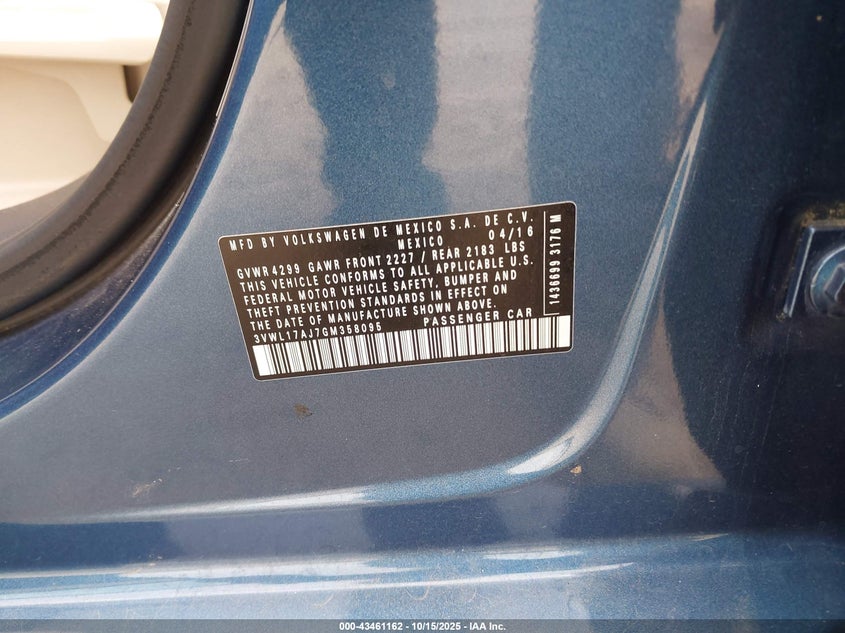 MFD BY VOLKSWAGEN DE MEXICO S.A. DE C.V.
MEXICO 04/16
GVWR 4299 GAWR FRONT 2227 / REAR 2183 LBS
THIS VEHICLE CONFORMS TO ALL APPLICABLE U.S.
FEDERAL MOTOR VEHICLE SAFETY, BUMPER AND
THEFT PREVENTION STANDARDS IN EFFECT ON
THE DATE OF MANUFACTURE SHOWN ABOVE.
3VWL17AJ7GM358096 PASSENGER CAR
1436699 3176 M
000-43461162 - 10/15/2025 - IAA Inc.